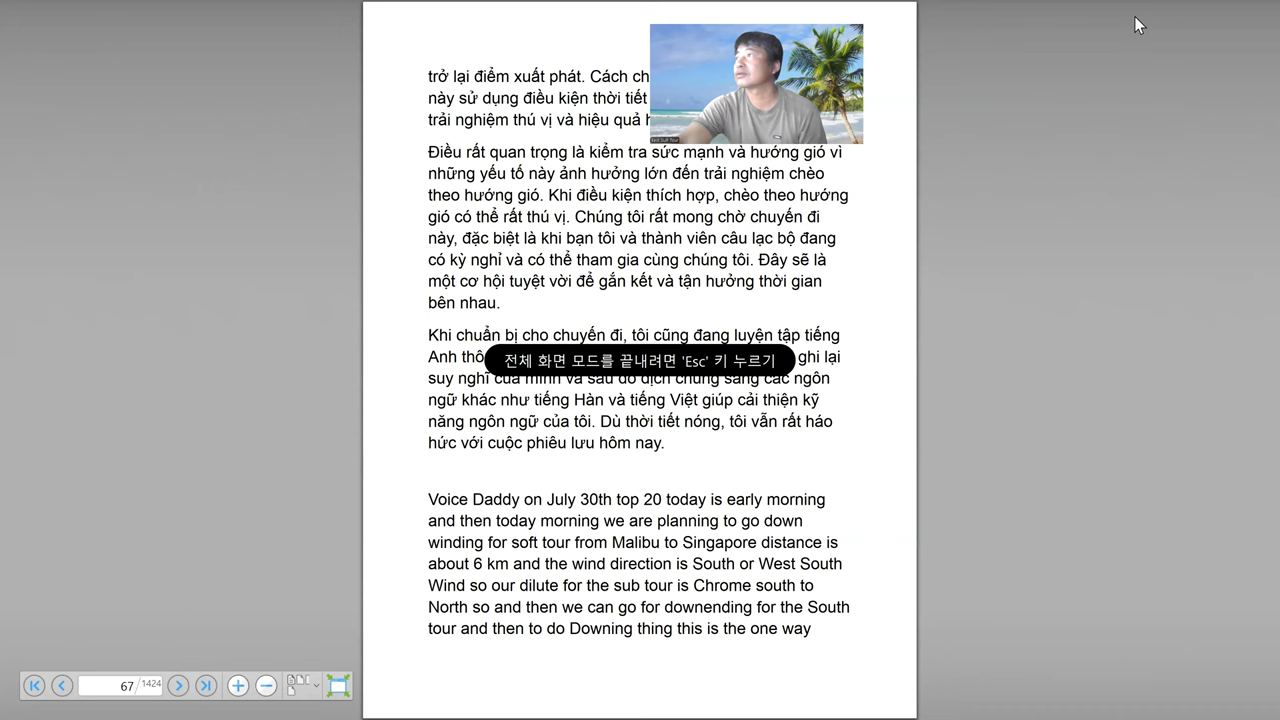 trở lại điểm xuất phát. Cách ch
này sử dụng điều kiện thời tiết
trải nghiệm thú vị và hiệu quả h
Điều rất quan trọng là kiểm tra sức mạnh và hướng gió vì
những yếu tố này ảnh hưởng lớn đến trải nghiệm chèo
theo hướng gió. Khi điều kiện thích hợp, chèo theo hướng
gió có thể rất thú vị. Chúng tôi rất mong chờ chuyến đi
này, đặc biệt là khi bạn tôi và thành viên câu lạc bộ đang
có kỳ nghỉ và có thể tham gia cùng chúng tôi. Đây sẽ là
một cơ hội tuyệt vời để gắn kết và tận hưởng thời gian
bên nhau.
Khi chuẩn bị cho chuyến đi, tôi cũng đang luyện tập tiếng
Anh thô ghi lại
전체 화면 모드를 끝내려면 'Esc' 키 누르기
suy nghĩ của mình và sau đó dịch chúng sang các ngôn
ngữ khác như tiếng Hàn và tiếng Việt giúp cải thiện kỹ
năng ngôn ngữ của tôi. Dù thời tiết nóng, tôi vẫn rất háo
hức với cuộc phiêu lưu hôm nay.
Voice Daddy on July 30th top 20 today is early morning
and then today morning we are planning to go down
winding for soft tour from Malibu to Singapore distance is
about 6 km and the wind direction is South or West South
Wind so our dilute for the sub tour is Chrome south to
North so and then we can go for downending for the South
tour and then to do Downing thing this is the one way
67 / 1424